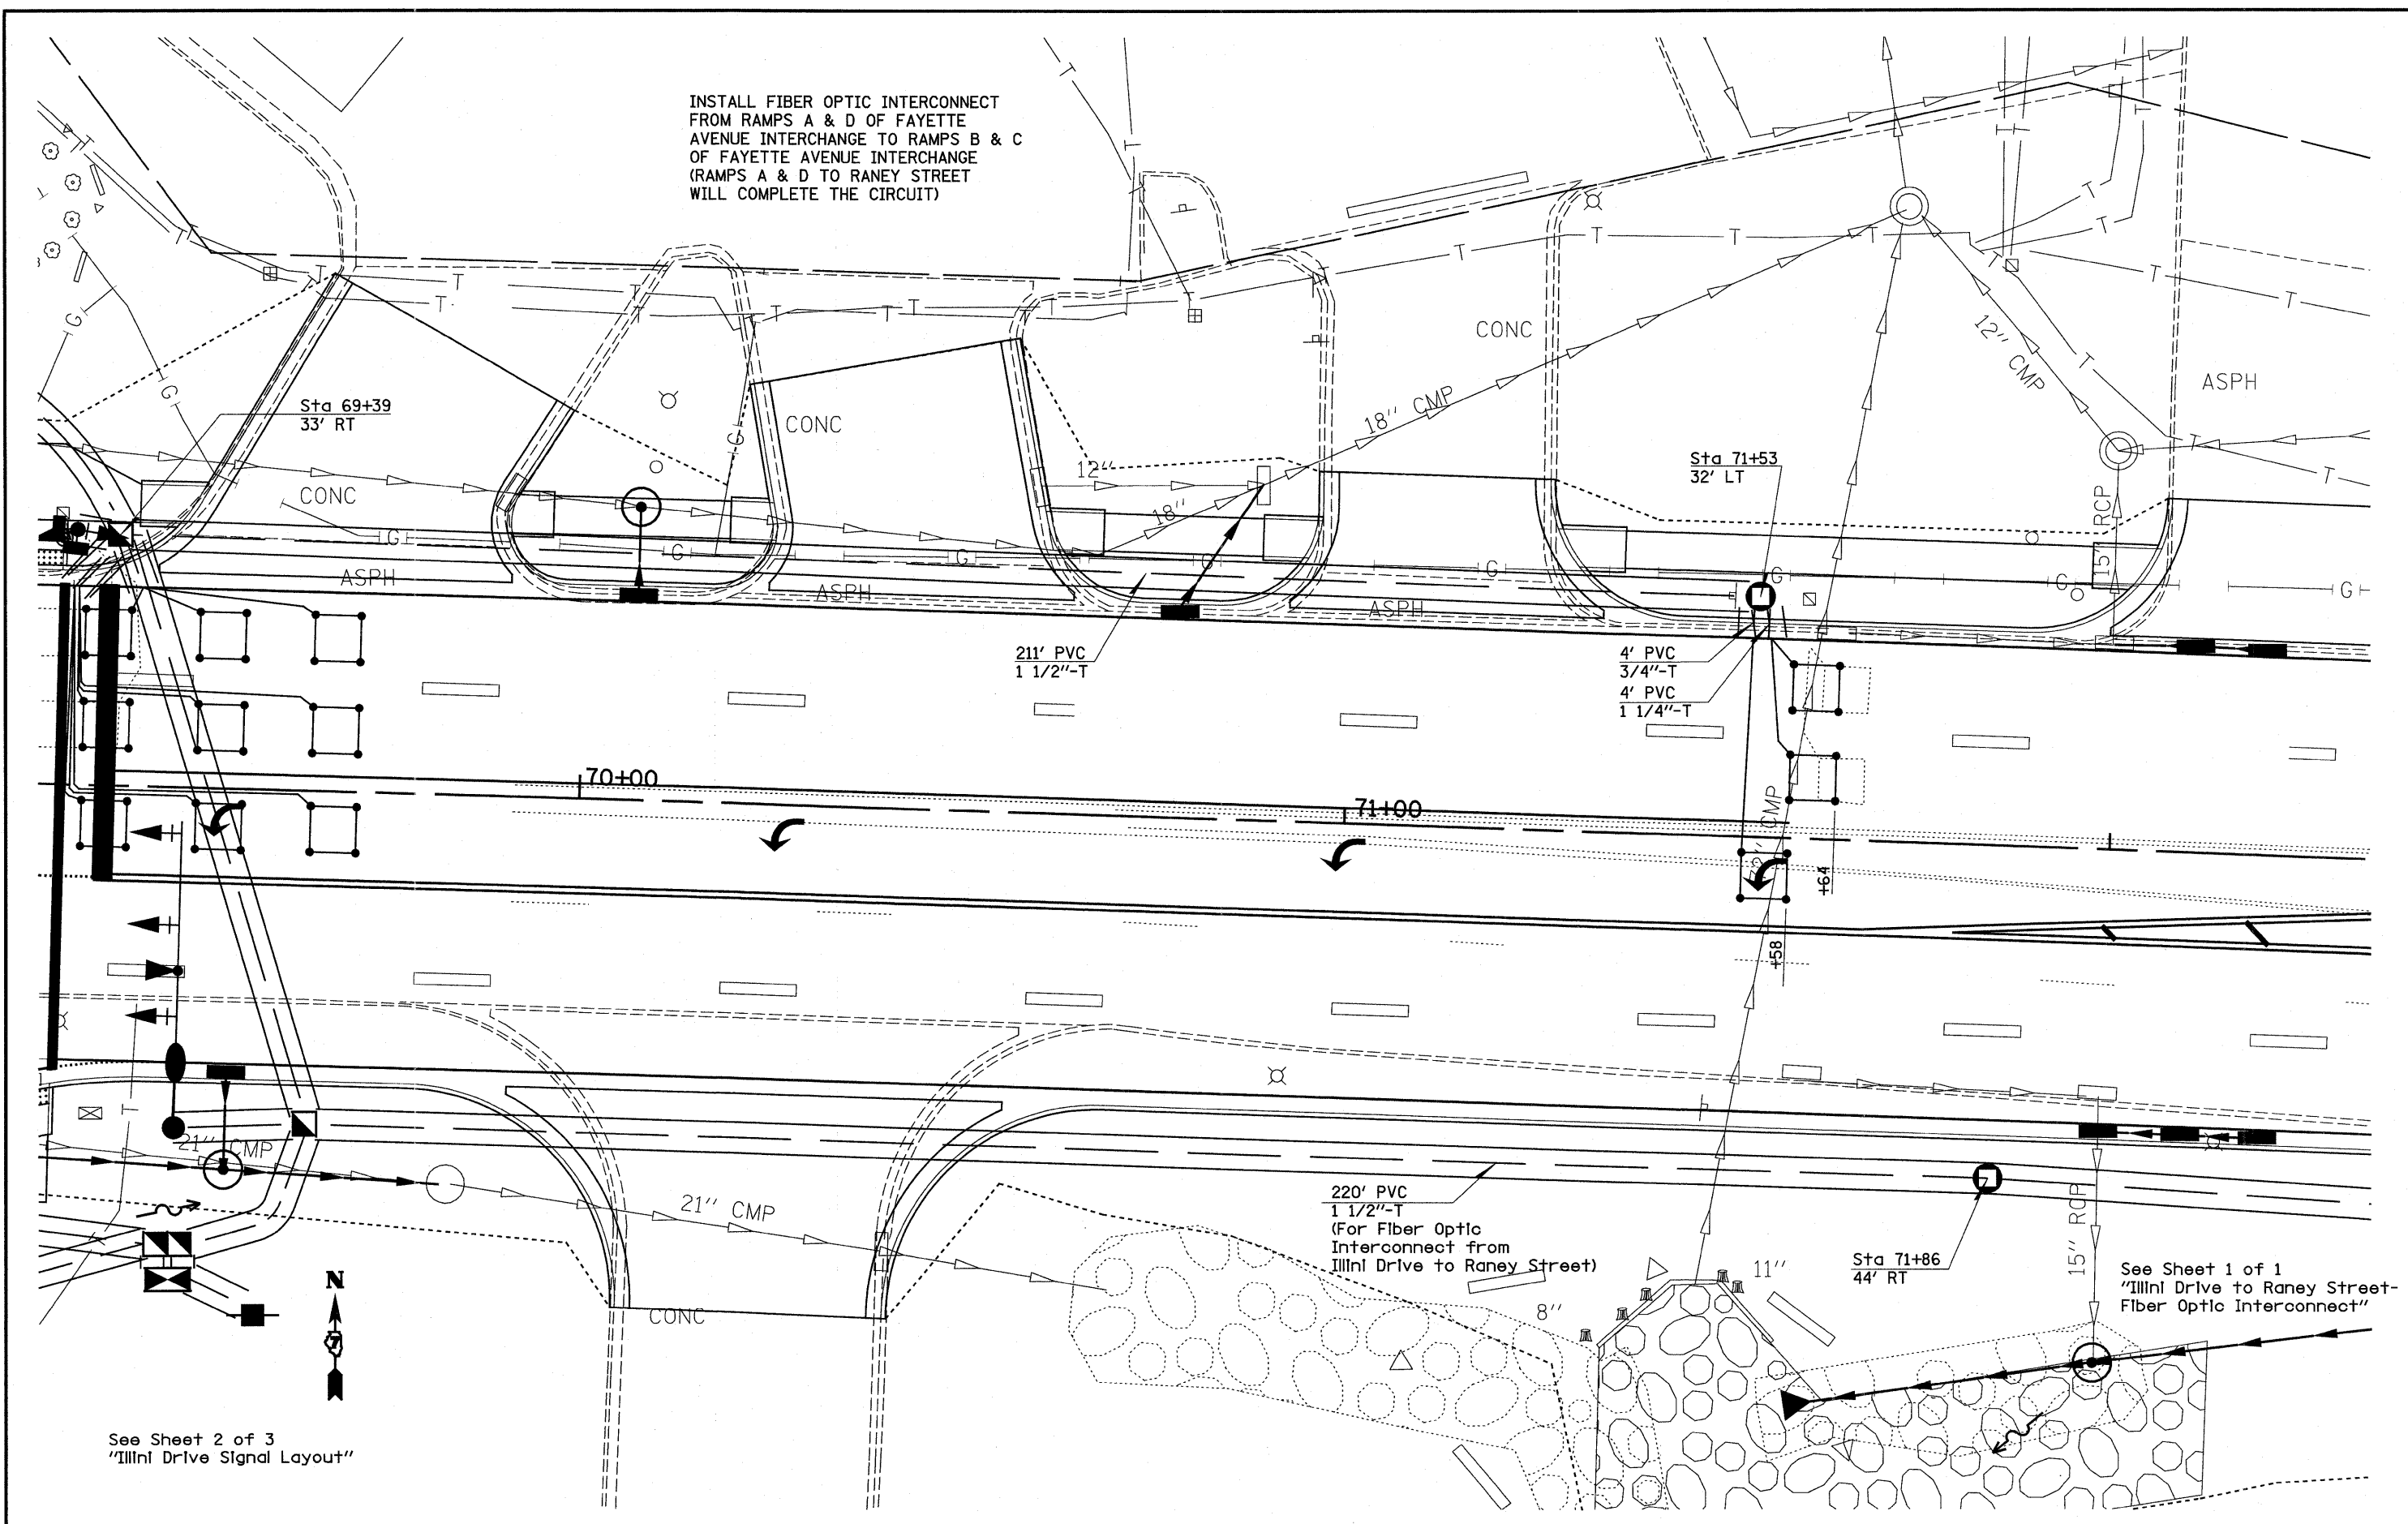 INSTALL FIBER OPTIC INTERCONNECT
FROM RAMPS A & D OF FAYETTE
AVENUE INTERCHANGE TO RAMPS B & C
OF FAYETTE AVENUE INTERCHANGE
(RAMPS A & D TO RANEY STREET
WILL COMPLETE THE CIRCUIT)
CONC
12" CMP
ASPH
Sta 69+39
33' RT
CONC
18" CMP
Sta 71+53
32' LT
12"
CONC
18"
15" RCP
ASPH
ASPH
ASPH
211' PVC
1 1/2"-T
4' PVC
3/4"-T
4' PVC
1 1/4"-T
70+00
71+00
CMP
+64
+58
21" CMP
21" CMP
220' PVC
1 1/2"-T
(For Fiber Optic
Interconnect from
Illini Drive to Raney Street)
15" RCP
Sta 71+86
44' RT
11"
8"
See Sheet 1 of 1
"Illini Drive to Raney Street-
Fiber Optic Interconnect"
N
7
CONC
See Sheet 2 of 3
"Illini Drive Signal Layout"